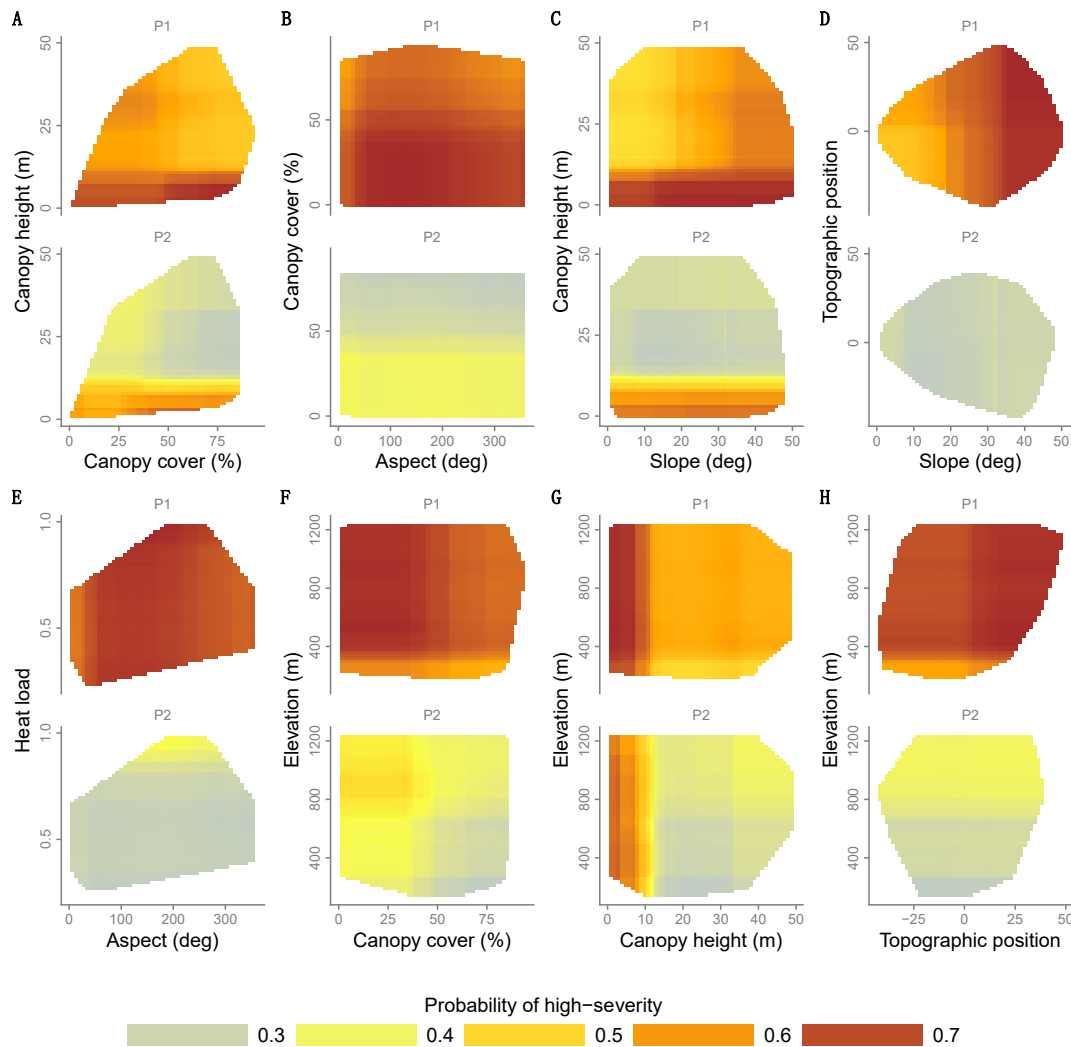 A B C D
P1 P1 P1 P1
Canopy height (m) 0 25 50
Canopy cover (%) 0 50
Canopy height (m) 0 25 50
Topographic position 0 50
P2 P2 P2 P2
0 25 50
0 50
0 25 50
0 50
0 25 50 75
0 100 200 300
0 10 20 30 40 50
0 10 20 30 40 50
Canopy cover (%) Aspect (deg) Slope (deg) Slope (deg)
E F G H
P1 P1 P1 P1
Heat load 0.5 1.0
Elevation (m) 400 800 1200
Elevation (m) 400 800 1200
Elevation (m) 400 800 1200
P2 P2 P2 P2
0.5 1.0
400 800 1200
400 800 1200
400 800 1200
0 100 200 300
0 25 50 75
0 10 20 30 40 50
−25 0 25 50
Aspect (deg) Canopy cover (%) Canopy height (m) Topographic position
Probability of high−severity
0.3 0.4 0.5 0.6 0.7